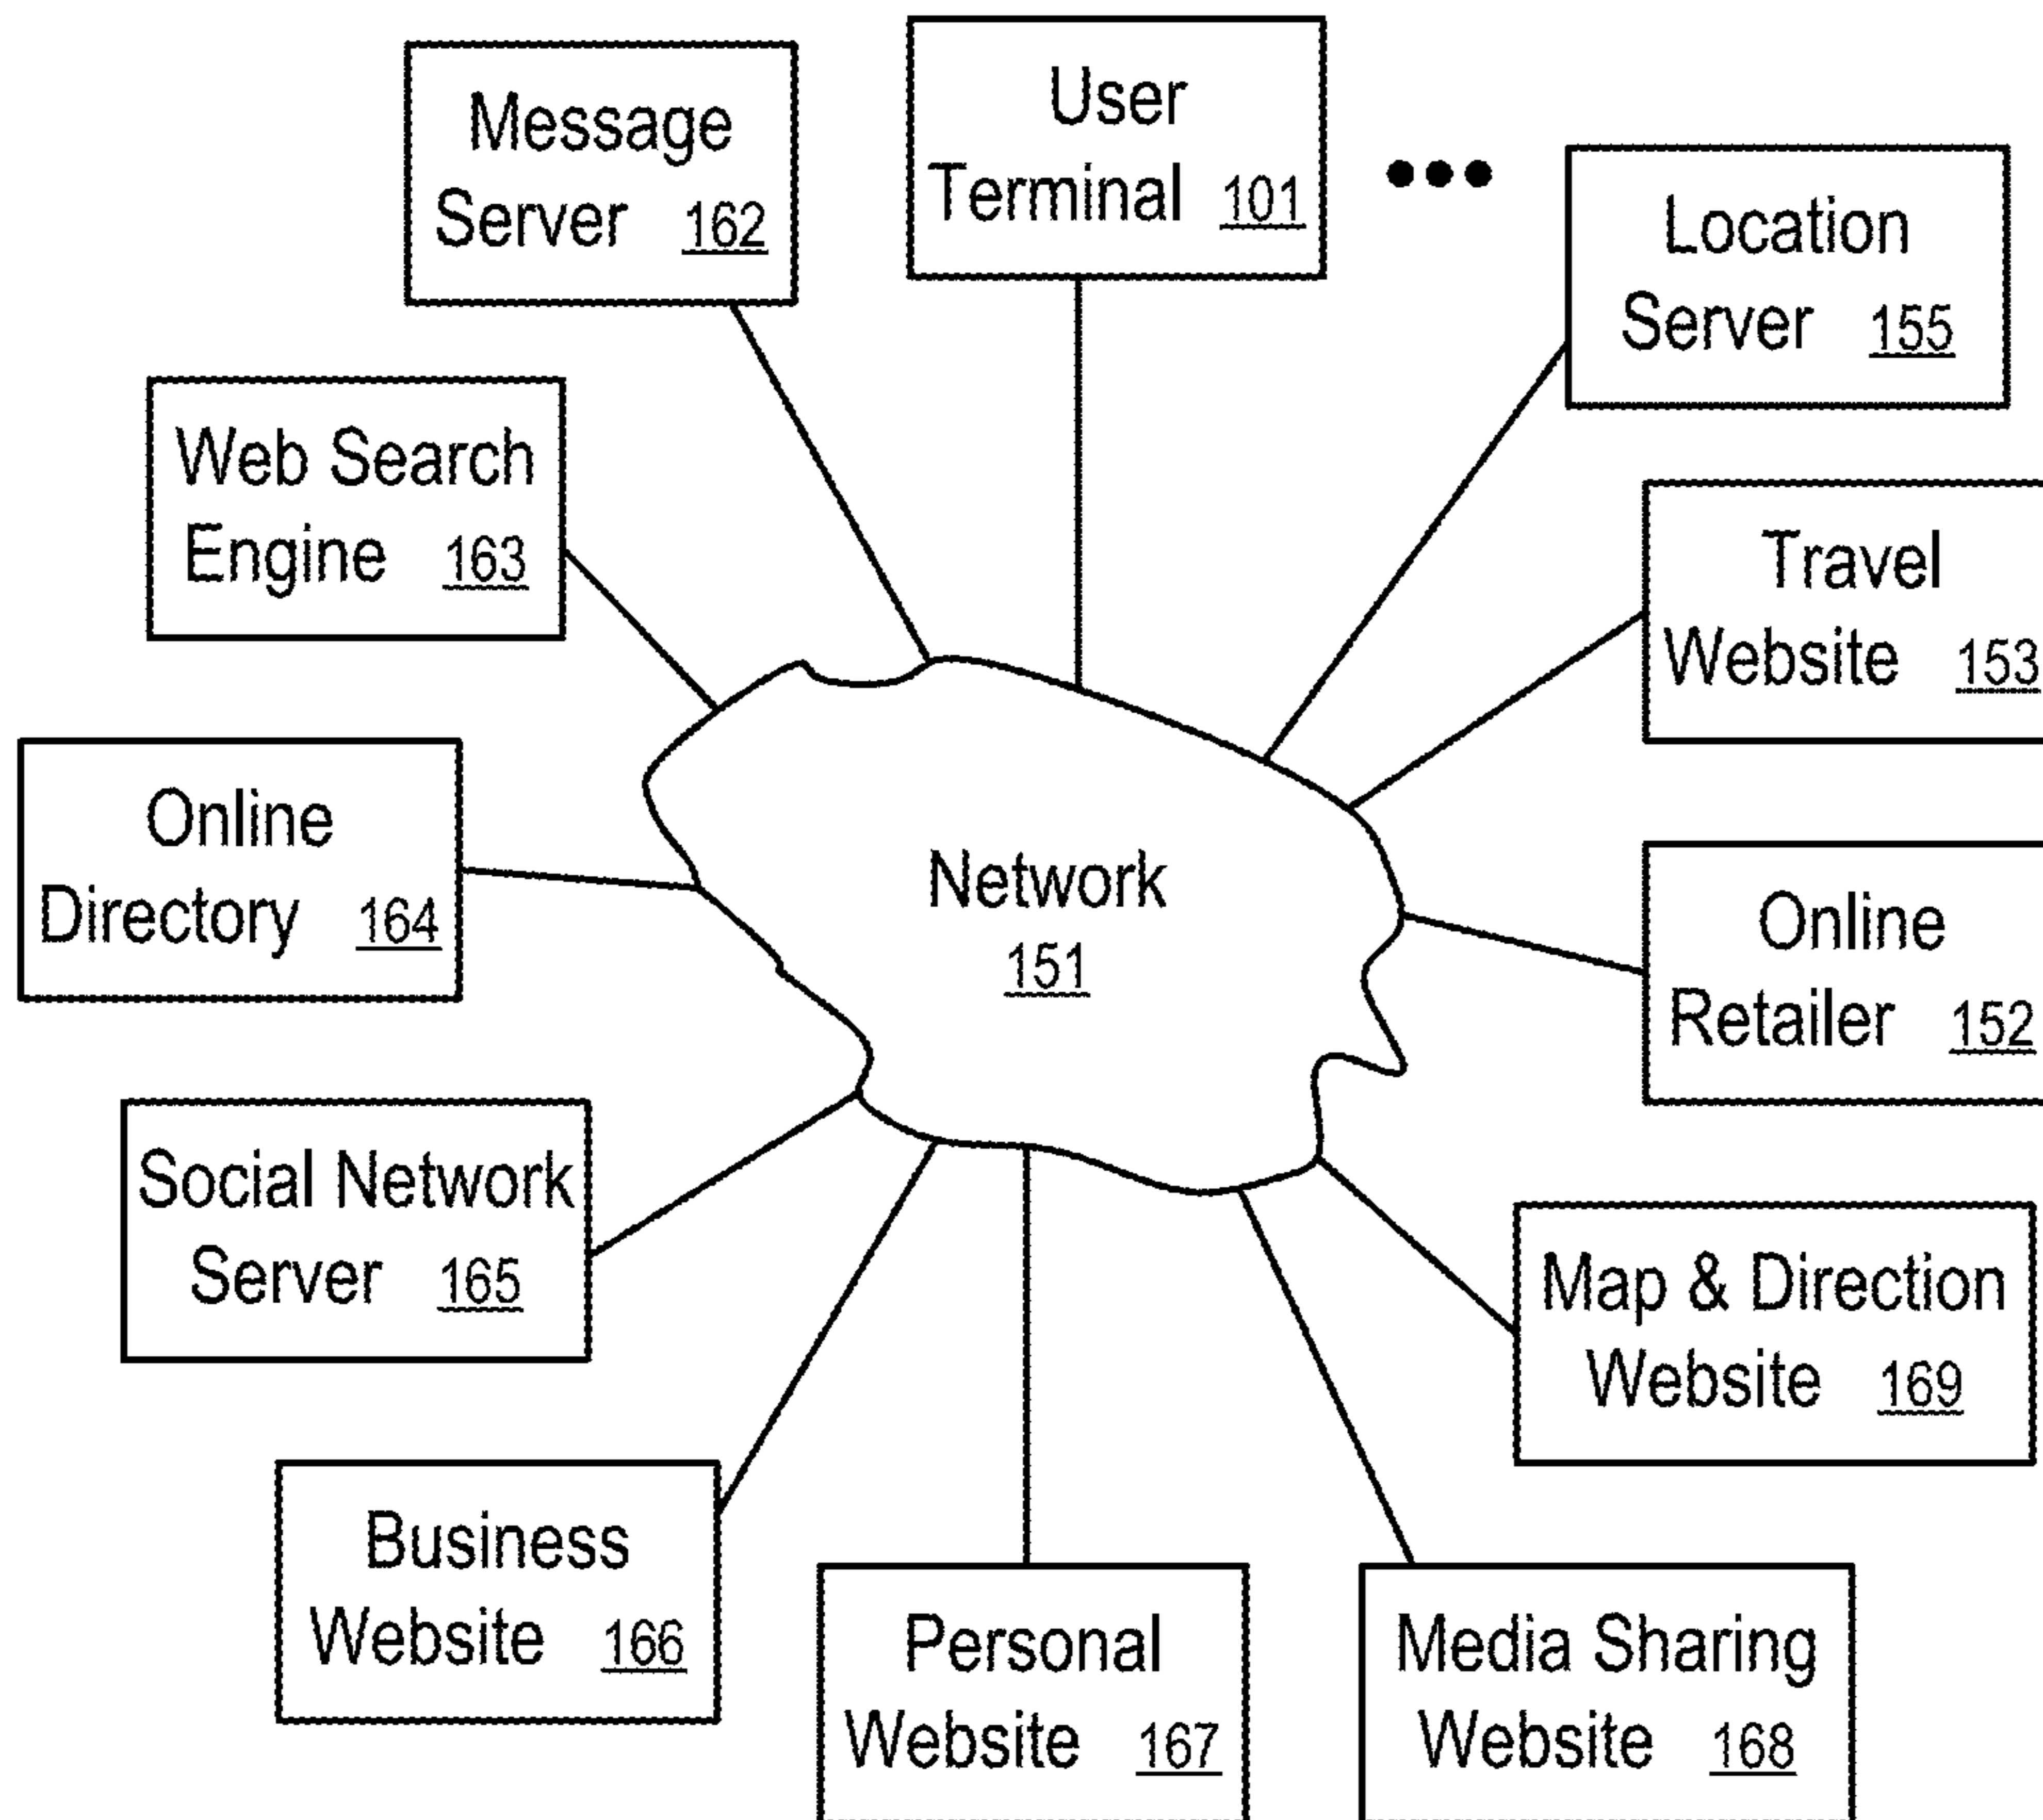 Message
Server 162
User
Terminal 101
Location
Server 155
Web Search
Engine 163
Travel
Website 153
Online
Directory 164
Network
151
Online
Retailer 152
Social Network
Server 165
Map & Direction
Website 169
Business
Website 166
Personal
Website 167
Media Sharing
Website 168